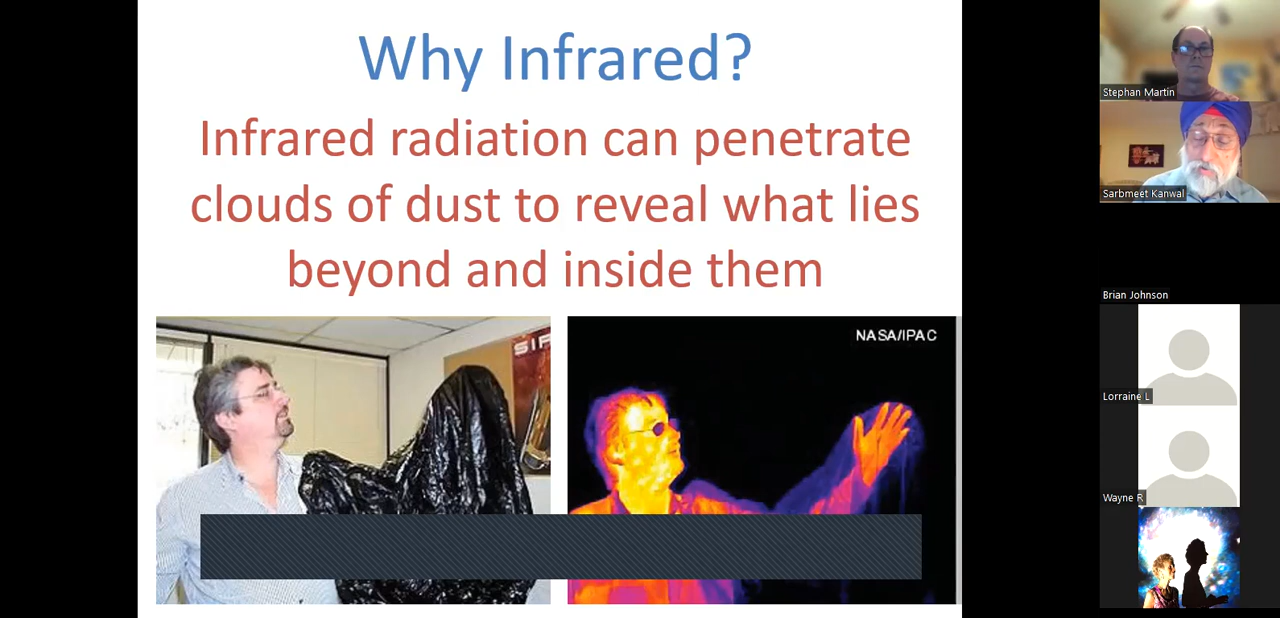 Why Infrared?
Infrared radiation can penetrate
clouds of dust to reveal what lies
beyond and inside them
NASA/IPAC
Stephan Martin
Sarbmeet Kanwal
Brian Johnson
Lorraine L
Wayne R